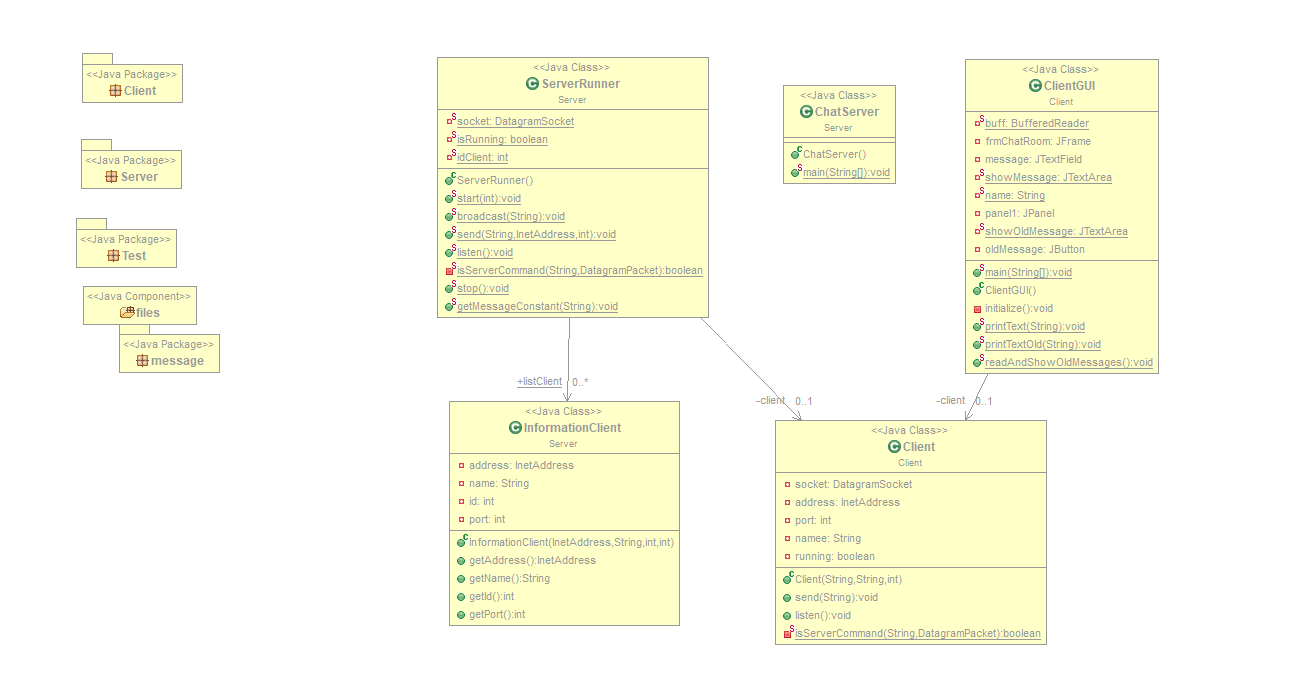 <<Java Package>>
Client
<<Java Package>>
Server
<<Java Package>>
Test
<<Java Component>>
files
<<Java Package>>
message
<<Java Class>>
ServerRunner
Server
socket: DatagramSocket
isRunning: boolean
idClient: int
ServerRunner()
start(int):void
broadcast(String):void
send(String,InetAddress,int):void
listen():void
isServerCommand(String,DatagramPacket):boolean
stop():void
getMessageConstant(String):void
<<Java Class>>
ChatServer
Server
ChatServer()
main(String[]):void
<<Java Class>>
ClientGUI
Client
buff: BufferedReader
frmChatRoom: JFrame
message: JTextField
showMessage: JTextArea
name: String
panel1: JPanel
showOldMessage: JTextArea
oldMessage: JButton
main(String[]):void
ClientGUI()
initialize():void
printText(String):void
printTextOld(String):void
readAndShowOldMessages():void
+listClient 0..*
-client 0..1
-client 0..1
<<Java Class>>
InformationClient
Server
address: InetAddress
name: String
id: int
port: int
InformationClient(InetAddress,String,int,int)
getAddress():InetAddress
getName():String
getId():int
getPort():int
<<Java Class>>
Client
Client
socket: DatagramSocket
address: InetAddress
port: int
namee: String
running: boolean
Client(String,String,int)
send(String):void
listen():void
isServerCommand(String,DatagramPacket):boolean